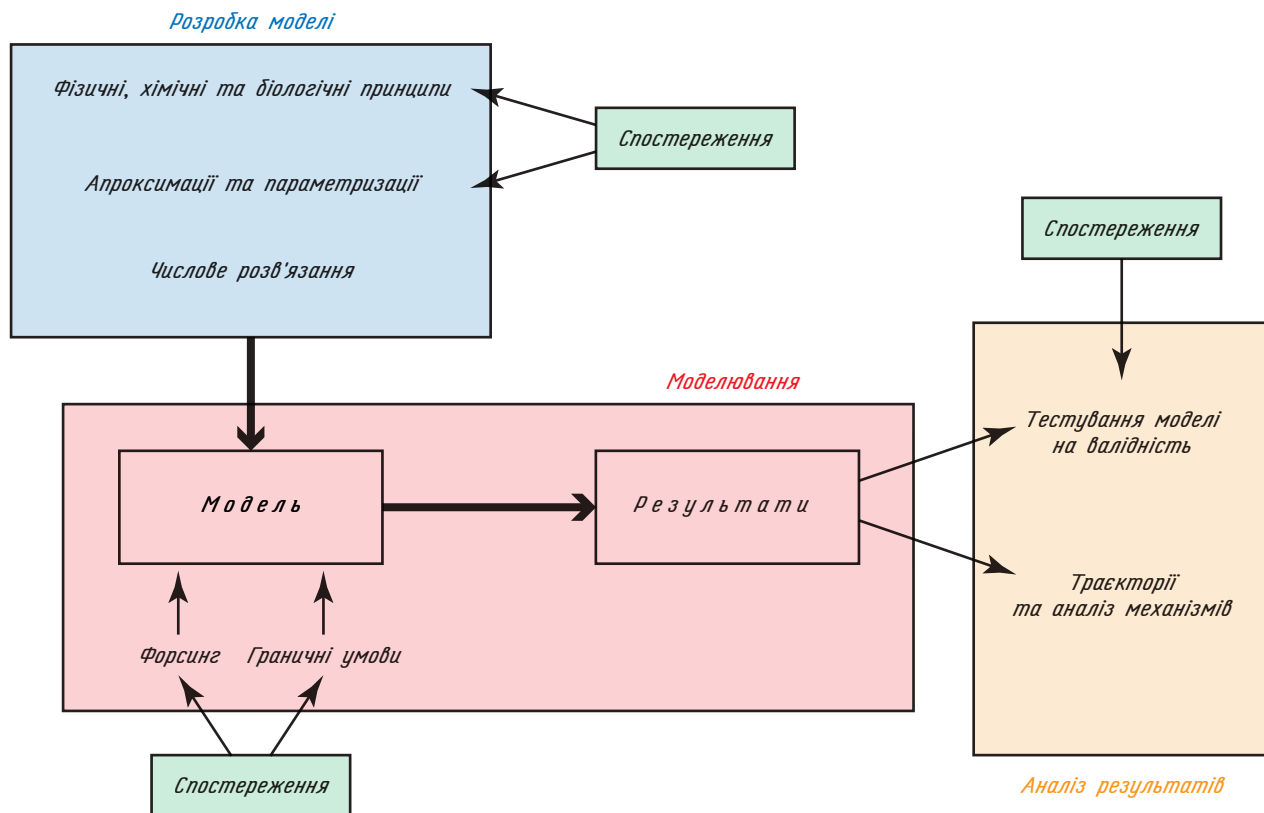 Розробка моделі
Фізичні, хімічні та біологічні принципи
Апроксимації та параметризації
Числове розв'язання
Спостереження
Спостереження
Моделювання
Модель
Результати
Форсинг
Граничні умови
Спостереження
Тестування моделі
на валідність
Траєкторії
та аналіз механізмів
Аналіз результатів